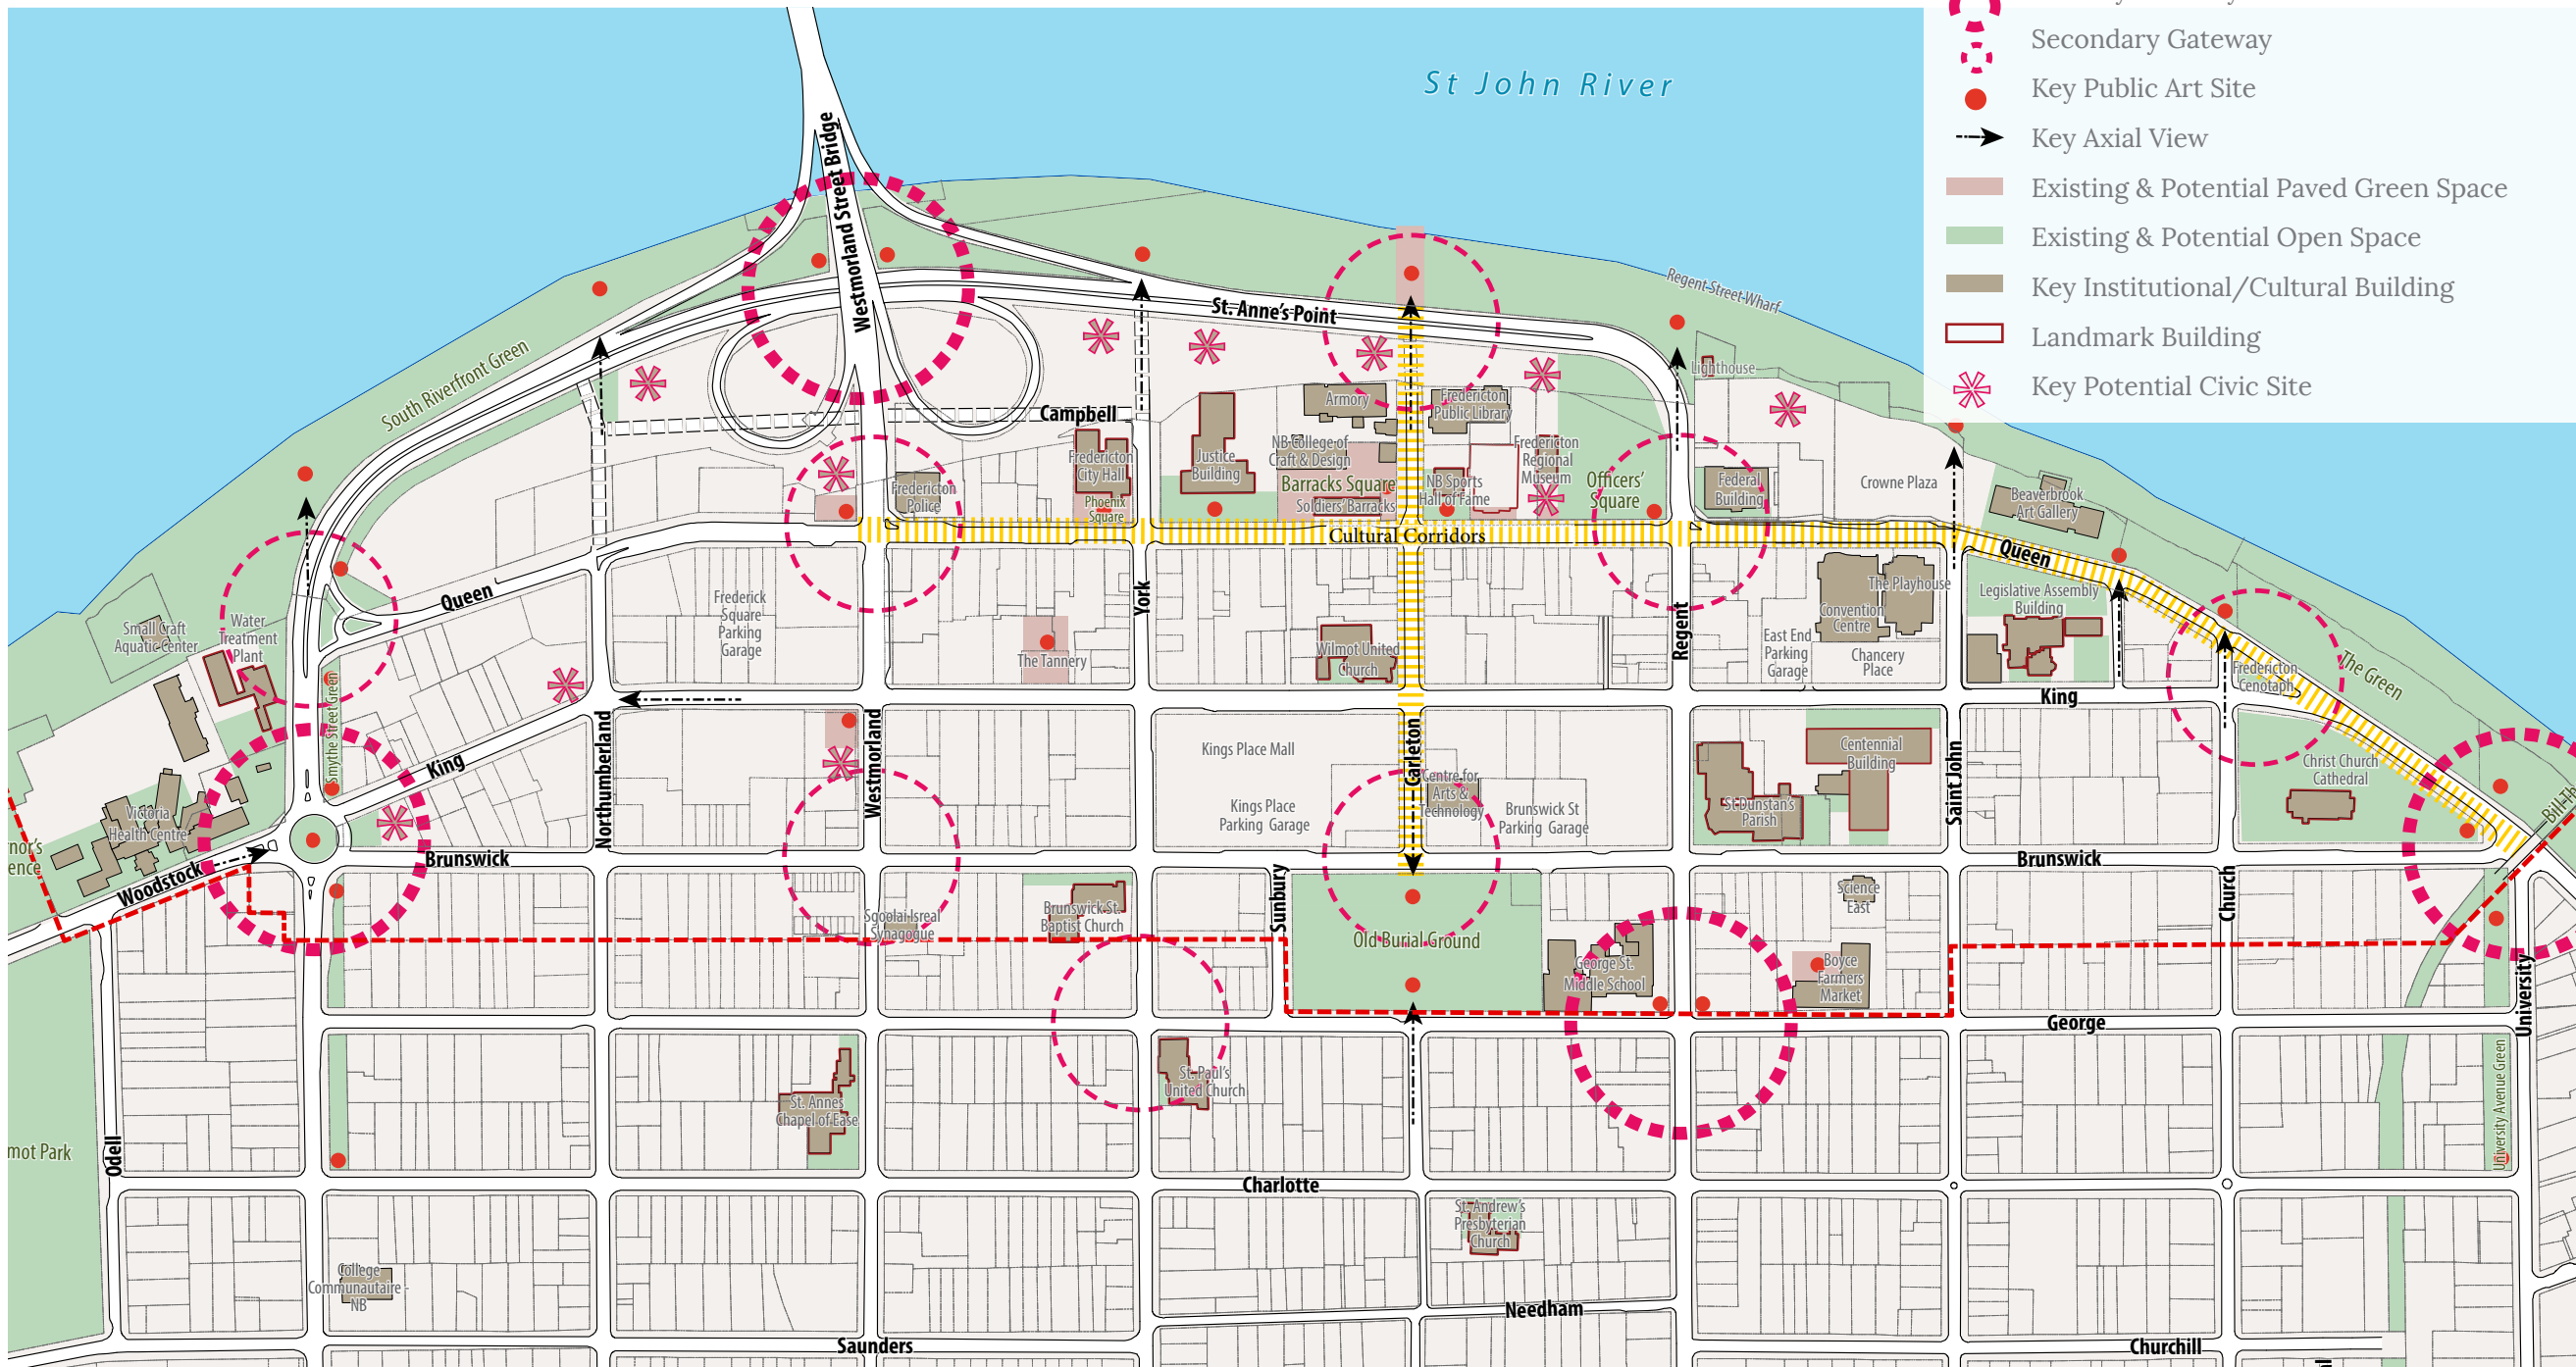 Secondary Gateway
Key Public Art Site
Key Axial View
Existing & Potential Paved Green Space
Existing & Potential Open Space
Key Institutional/Cultural Building
Landmark Building
Key Potential Civic Site
St John River
Westmorland Street Bridge
Regent Street Wharf
St. Anne's Point
South Riverfront Green
Lighthouse
Campbell
Armory
Fredericton
Public Library
Fredericton
City Hall
Phoenix
Square
Justice
Building
NB College of
Craft & Design
Barracks Square
Soldiers' Barracks
NB Sports
Hall of Fame
Fredericton
Regional
Museum
Officers'
Square
Federal
Building
Crowne Plaza
Beaverbrook
Art Gallery
Fredericton
Police
Cultural Corridors
Queen
Queen
Small Craft
Aquatic Center
Water
Treatment
Plant
Frederick
Square
Parking
Garage
York
The Tannery
Wilmot United
Church
Regent
East End
Parking
Garage
Convention
Centre
The Playhouse
Chancery
Place
Legislative Assembly
Building
Fredericton
Cenotaph
The Green
King
King
Smythe Street Green
Northumberland
Westmorland
Kings Place Mall
Kings Place
Parking Garage
Carleton
Centre for
Arts &
Technology
Brunswick St
Parking Garage
St Dunstan's
Parish
Centennial
Building
Saint John
Christ Church
Cathedral
Victoria
Health Centre
Woodstock
Brunswick
Brunswick
Sgoolai Isreal
Synagogue
Brunswick St.
Baptist Church
Sunbury
Old Burial Ground
George St.
Middle School
Science
East
Boyce
Farmers
Market
Church
University
George
University Avenue Green
St. Annes
Chapel of Ease
St. Paul's
United Church
Odell
mot Park
Charlotte
St. Andrew's
Presbyterian
Church
College
Communautaire -
NB
Needham
Saunders
Churchill